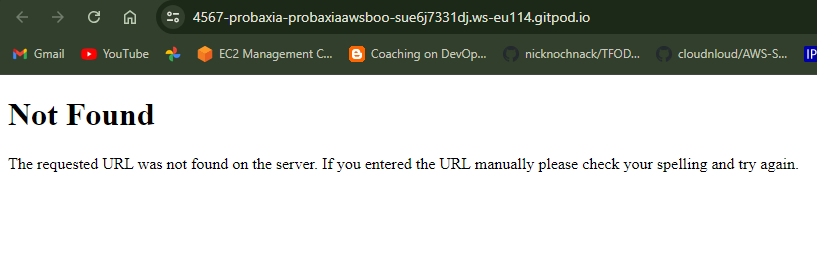 4567-probaxia-probaxiaawsboo-sue6j7331dj.ws-eu114.gitpod.io
Gmail YouTube EC2 Management C... Coaching on DevOp... nicknochnack/TFOD... cloudnloud/AWS-S... IP
Not Found
The requested URL was not found on the server. If you entered the URL manually please check your spelling and try again.